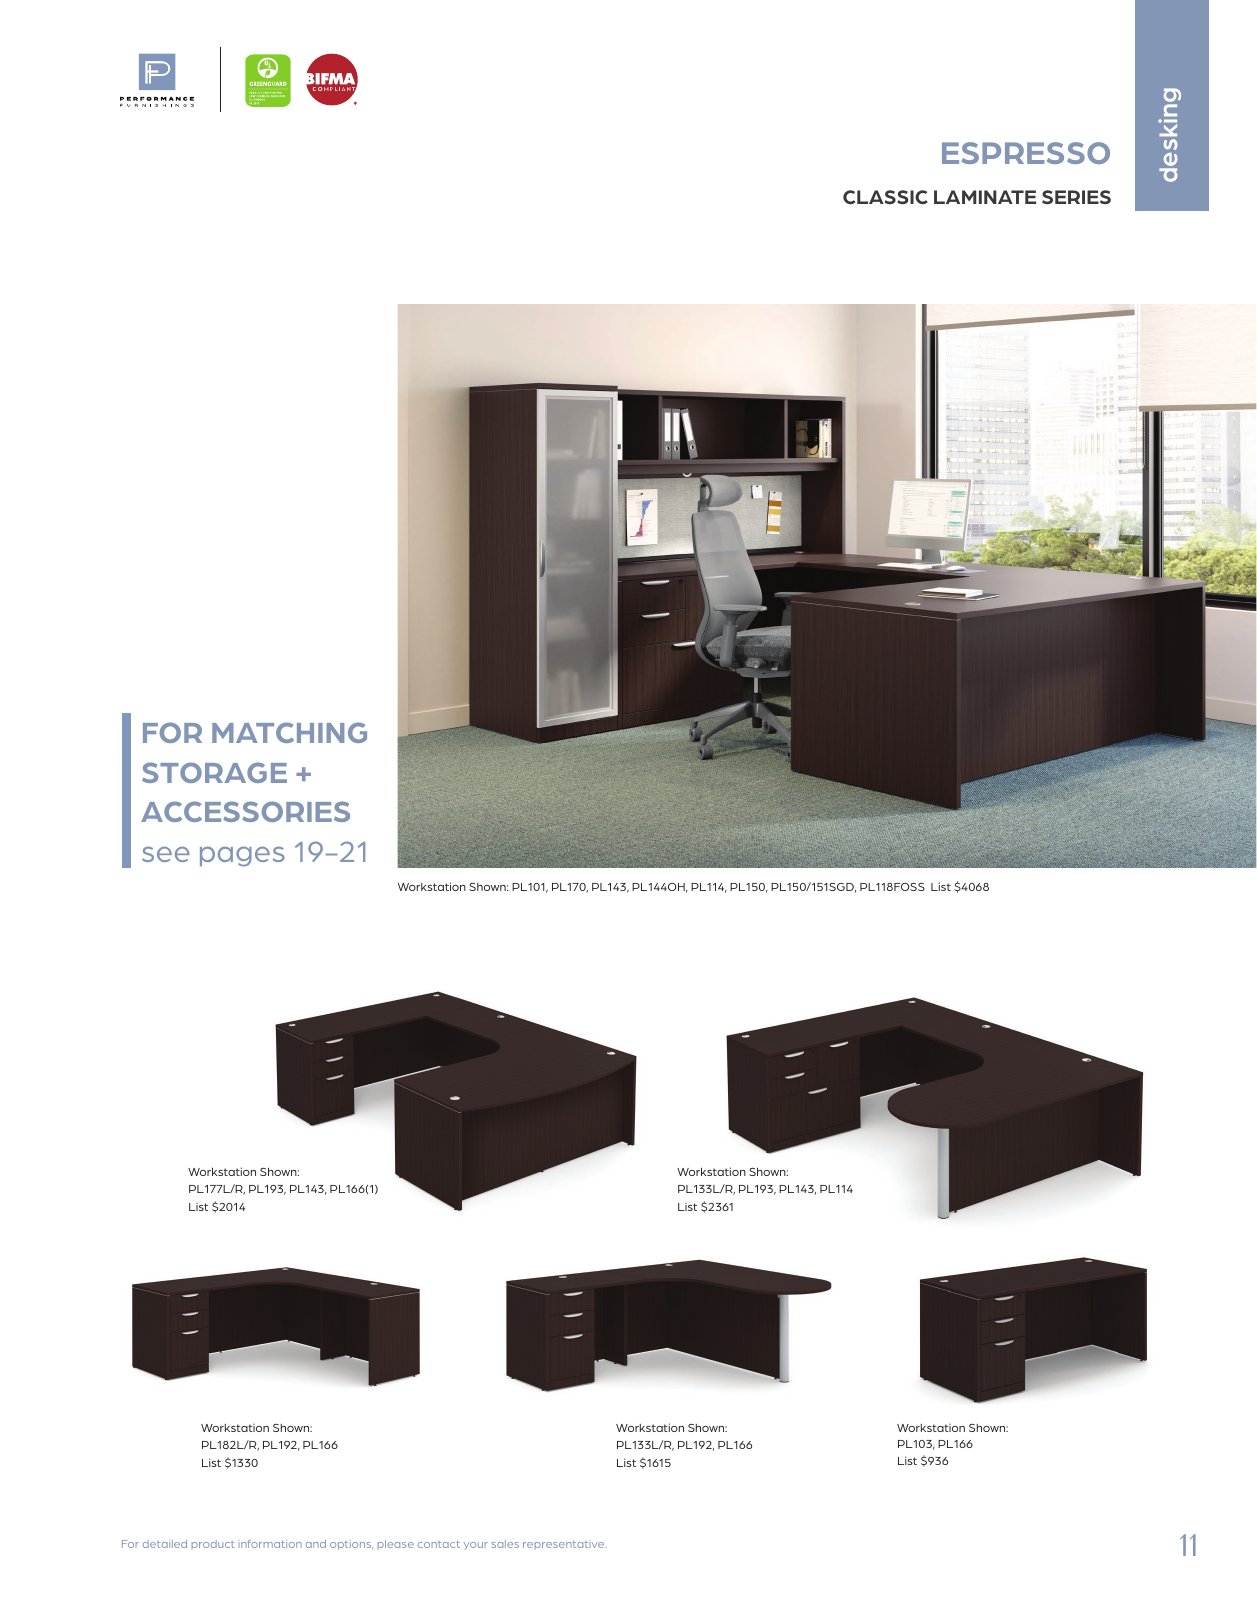 PERFORMANCE
FURNISHINGS
GREENGUARD
BIFMA
COMPLIANT
desking
ESPRESSO
CLASSIC LAMINATE SERIES
FOR MATCHING
STORAGE +
ACCESSORIES
see pages 19-21
Workstation Shown: PL101, PL170, PL143, PL144OH, PL114, PL150, PL150/151SGD, PL118FOSS List $4068
Workstation Shown:
PL177L/R, PL193, PL143, PL166(1)
List $2014
Workstation Shown:
PL133L/R, PL193, PL143, PL114
List $2361
Workstation Shown:
PL182L/R, PL192, PL166
List $1330
Workstation Shown:
PL133L/R, PL192, PL166
List $1615
Workstation Shown:
PL103, PL166
List $936
For detailed product information and options, please contact your sales representative.
11